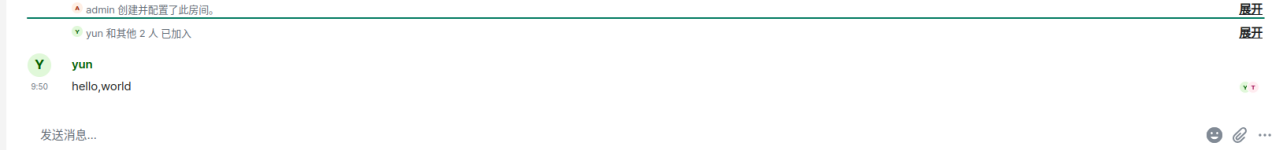 A admin 创建并配置了此房间。 展开
Y yun 和其他 2 人 已加入 展开
Y yun
9:50 hello,world Y T
发送消息...